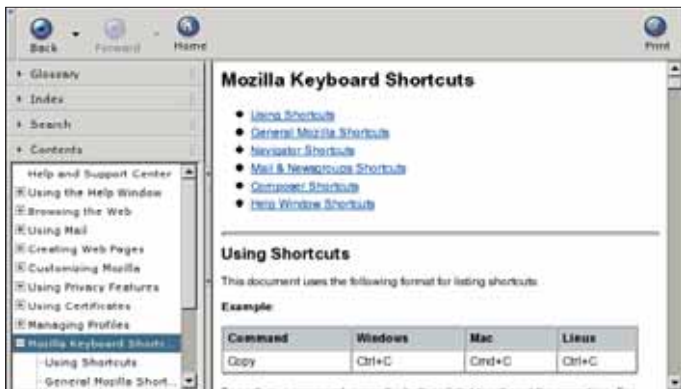 Back
Forward
Home
Print
Glossary
Index
Search
Contents
Help and Support Center
Using the Help Window
Browsing the Web
Using Mail
Creating Web Pages
Customizing Mozilla
Using Privacy Features
Using Certificates
Managing Profiles
Mozilla Keyboard Shortc...
Using Shortcuts
General Mozilla Short...
Mozilla Keyboard Shortcuts
Using Shortcuts
General Mozilla Shortcuts
Navigator Shortcuts
Mail & Newsgroups Shortcuts
Composer Shortcuts
Help Window Shortcuts
Using Shortcuts
This document uses the following format for listing shortcuts:
Example:
Command Windows Mac Linux
Copy Ctrl+C Cmd+C Ctrl+C